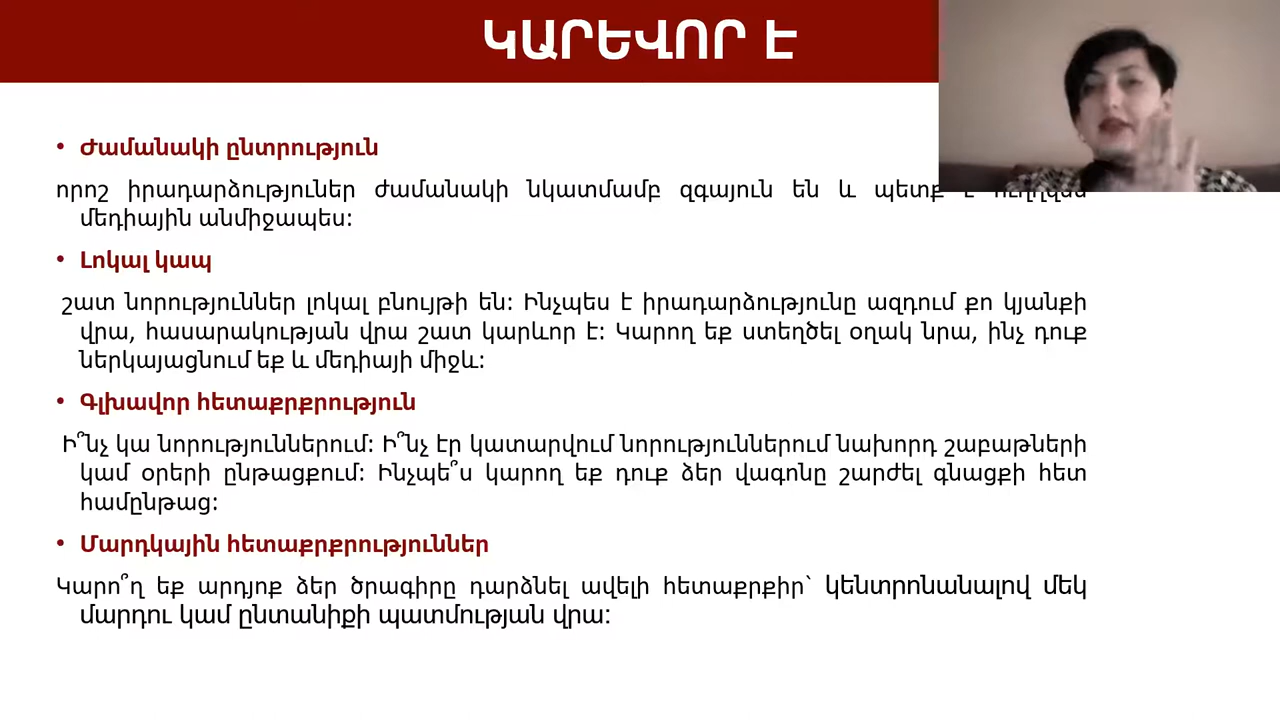 ԿԱՐԵՎՈՐ Է
• Ժամանակի ընտրություն
որոշ իրադարձություններ ժամանակի նկատմամբ զգայուն են և պետք է
մեդիային անմիջապես:
• Լոկալ կապ
շատ նորություններ լոկալ բնույթի են: Ինչպես է իրադարձությունը ազդում քո կյանքի
վրա, հասարակության վրա շատ կարևոր է: Կարող եք ստեղծել օղակ նրա, ինչ դուք
ներկայացնում եք և մեդիայի միջև:
• Գլխավոր հետաքրքրություն
Ի՞նչ կա նորություններում: Ի՞նչ էր կատարվում նորություններում նախորդ շաբաթների
կամ օրերի ընթացքում: Ինչպե՞ս կարող եք դուք ձեր վագոնը շարժել գնացքի հետ
համընթաց:
• Մարդկային հետաքրքրություններ
Կարո՞ղ եք արդյոք ձեր ծրագիրը դարձնել ավելի հետաքրքիր` կենտրոնանալով մեկ
մարդու կամ ընտանիքի պատմության վրա: